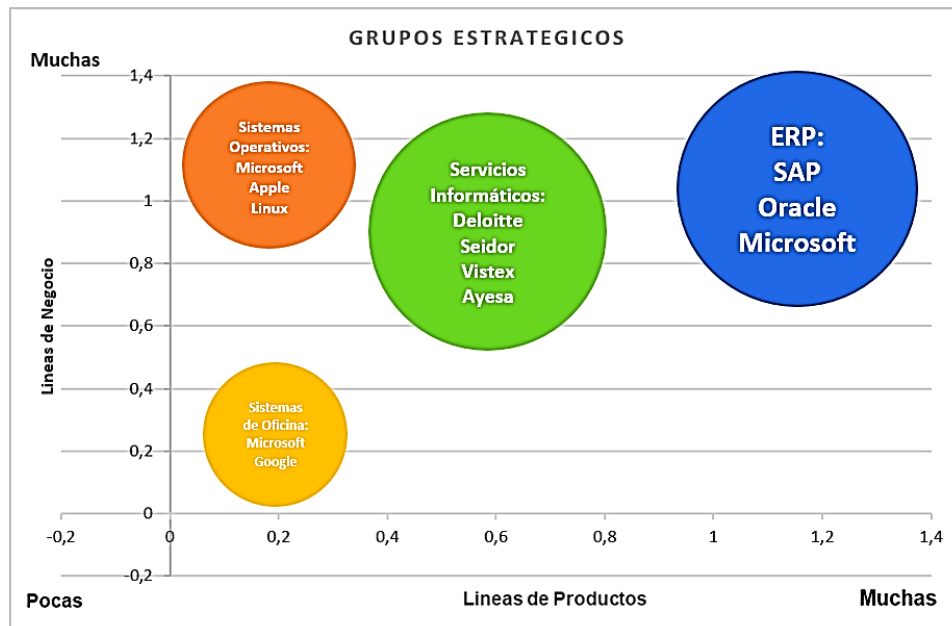 GRUPOS ESTRATEGICOS
Muchas
1,4
1,2
1
0,8
0,6
0,4
0,2
0
-0,2
Lineas de Negocio
Sistemas
Operativos:
Microsoft
Apple
Linux
Servicios
Informáticos:
Deloitte
Seidor
Vistex
Ayesa
ERP:
SAP
Oracle
Microsoft
Sistemas
de Oficina:
Microsoft
Google
-0,2 0 0,2 0,4 0,6 0,8 1 1,2 1,4
Pocas
Lineas de Productos
Muchas